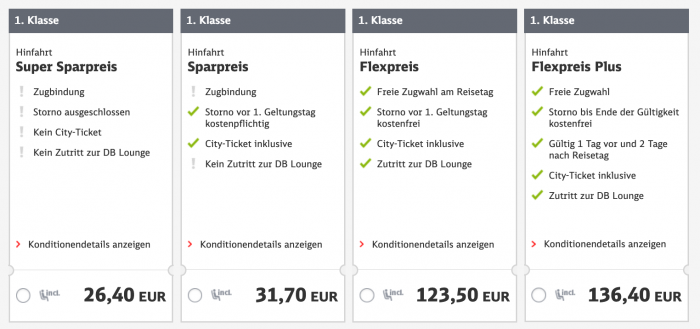 1. Klasse
Hinfahrt
Super Sparpreis
Zugbindung
Storno ausgeschlossen
Kein City-Ticket
Kein Zutritt zur DB Lounge
Konditionendetails anzeigen
incl.
26,40 EUR
1. Klasse
Hinfahrt
Sparpreis
Zugbindung
Storno vor 1. Geltungstag
kostenpflichtig
City-Ticket inklusive
Kein Zutritt zur DB Lounge
Konditionendetails anzeigen
incl.
31,70 EUR
1. Klasse
Hinfahrt
Flexpreis
Freie Zugwahl am Reisetag
Storno vor 1. Geltungstag
kostenfrei
City-Ticket inklusive
Zutritt zur DB Lounge
Konditionendetails anzeigen
incl.
123,50 EUR
1. Klasse
Hinfahrt
Flexpreis Plus
Freie Zugwahl
Storno bis Ende der Gültigkeit
kostenfrei
Gültig 1 Tag vor und 2 Tage
nach Reisetag
City-Ticket inklusive
Zutritt zur DB Lounge
Konditionendetails anzeigen
incl.
136,40 EUR